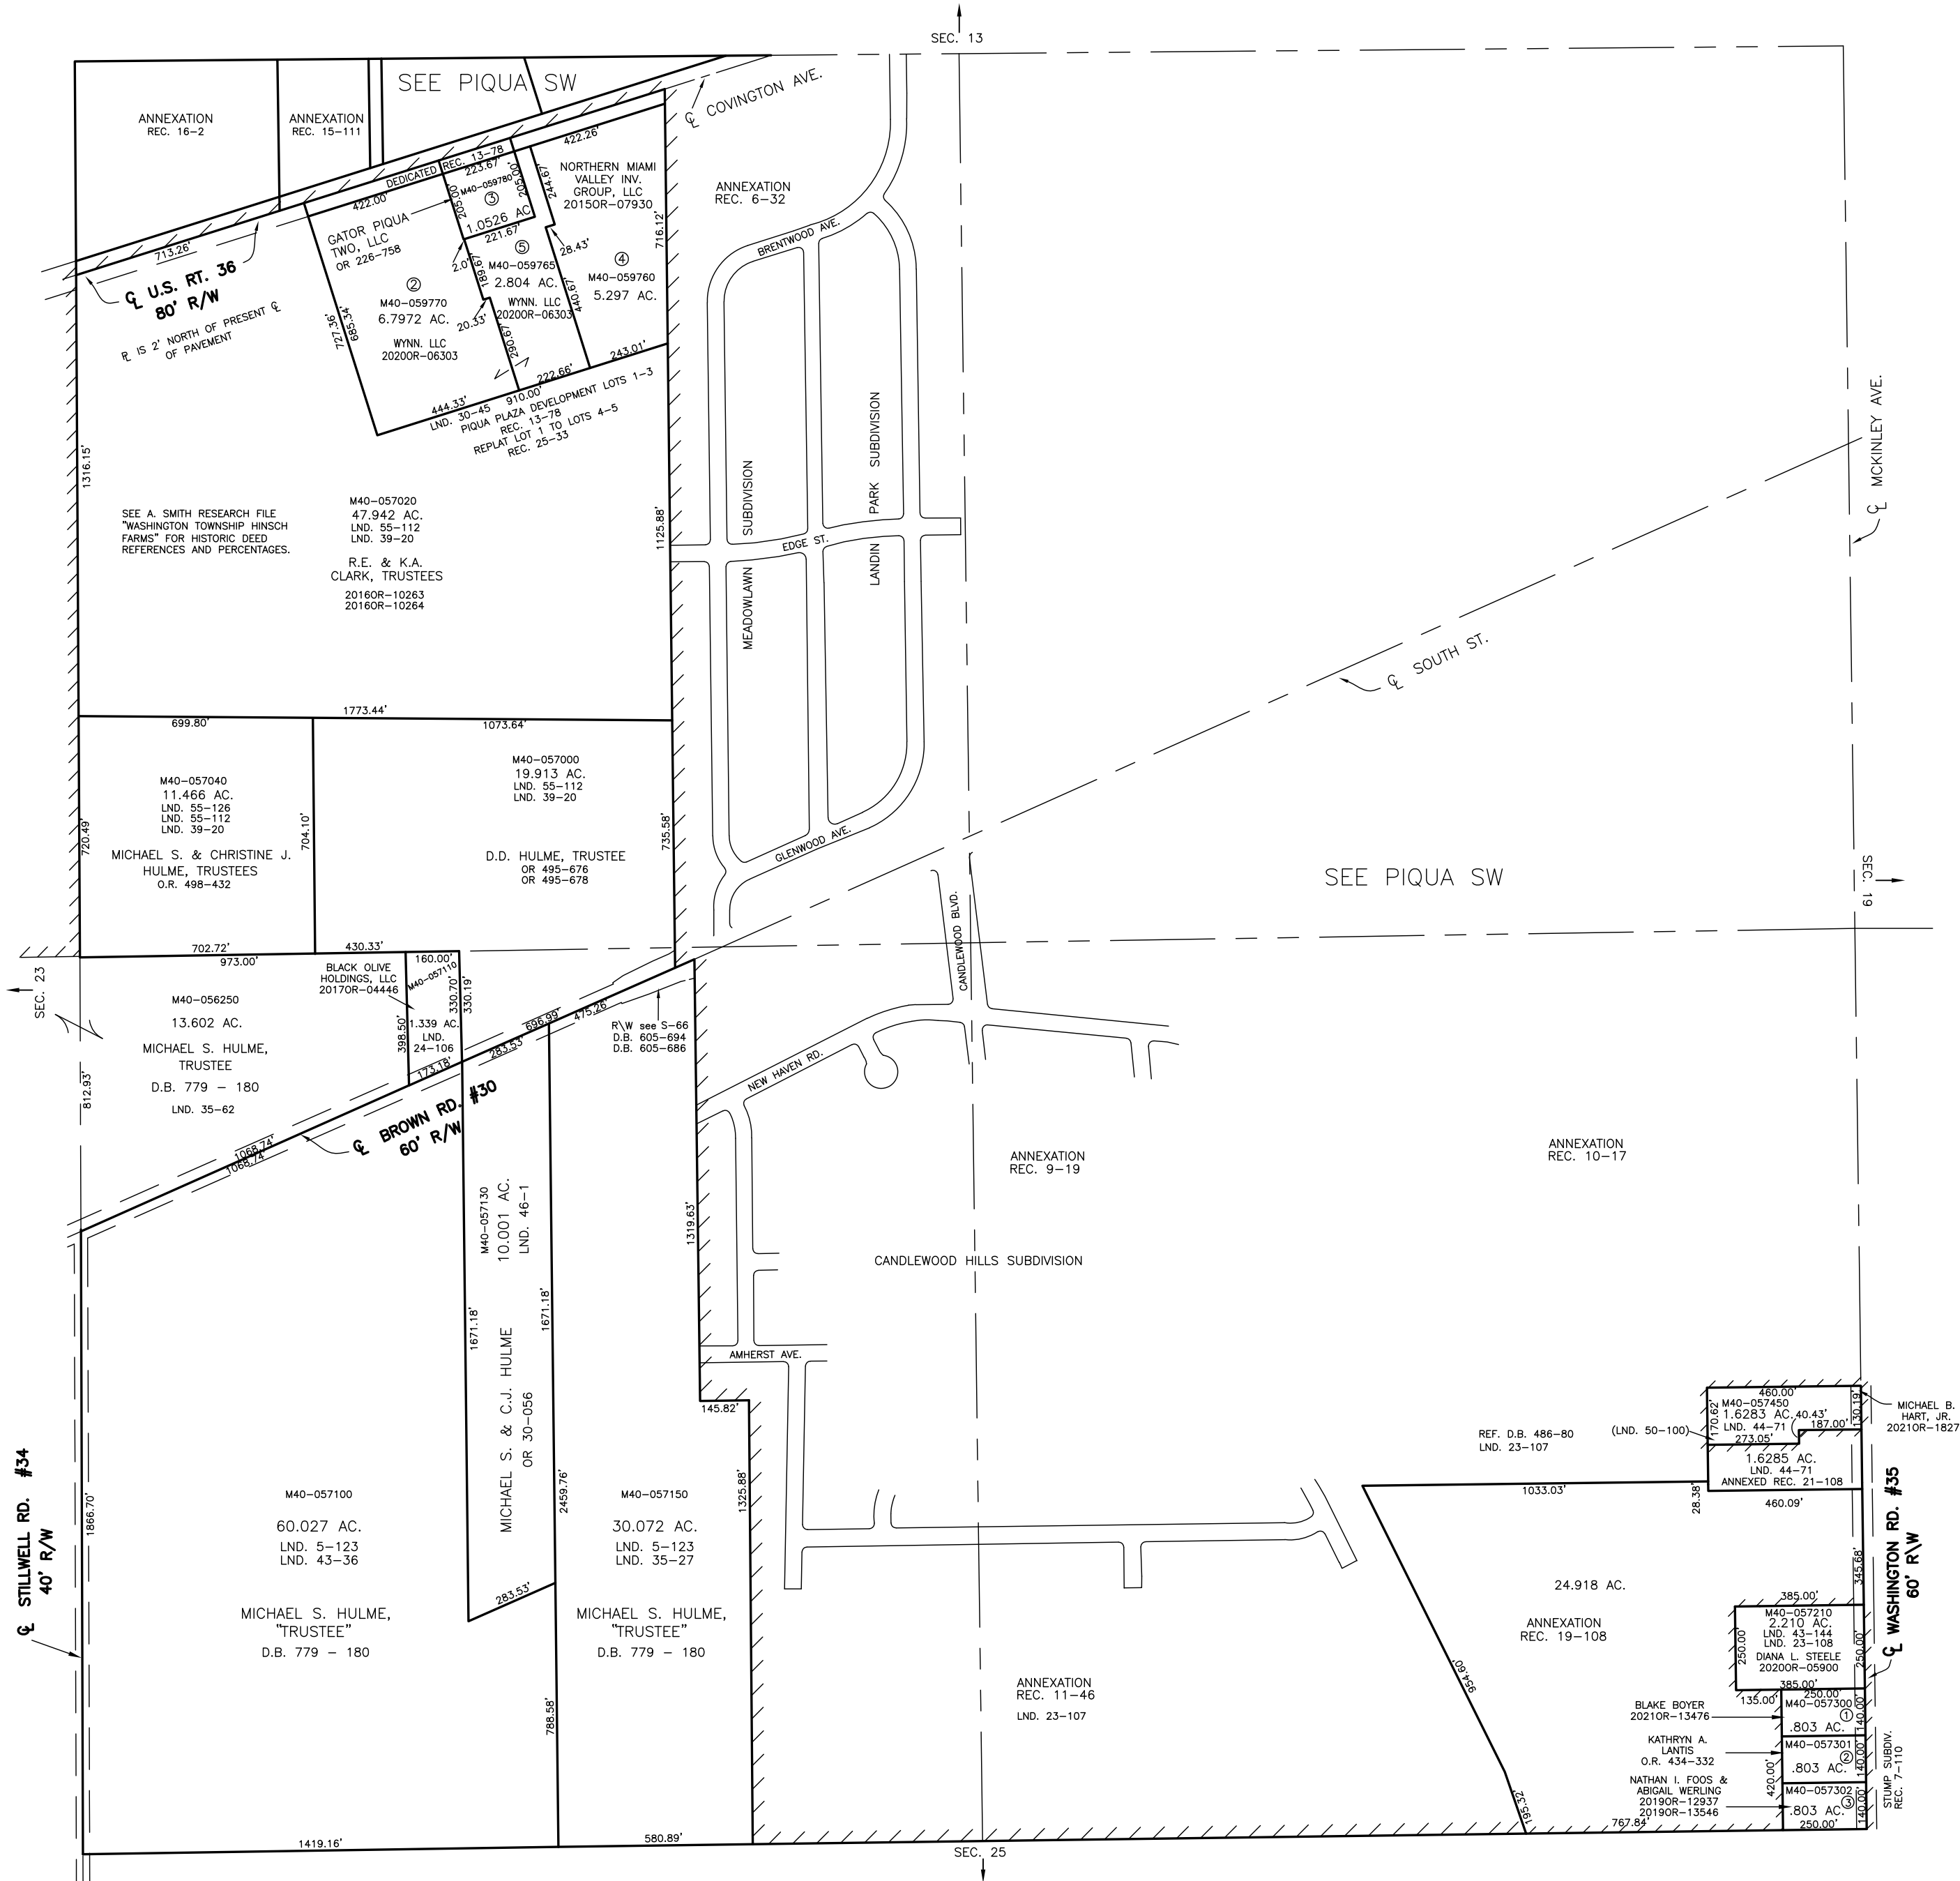 SEC. 13
SEE PIQUA SW
℄ COVINGTON AVE.
ANNEXATION
REC. 16-2
ANNEXATION
REC. 15-111
DEDICATED REC. 13-78
422.26'
223.67'
422.00'
713.26'
℄ U.S. RT. 36
80' R/W
℞ IS 2' NORTH OF PRESENT ℄
OF PAVEMENT
GATOR PIQUA
TWO, LLC
OR 226-758
205.00'
M40-059780
③
1.0526 AC
205.00'
221.67'
2.0'
244.67'
28.43'
NORTHERN MIAMI
VALLEY INV.
GROUP, LLC
2015OR-07930
716.12'
④
M40-059760
5.297 AC.
⑤
M40-059765
2.804 AC.
WYNN. LLC
2020OR-06303
189.67'
20.33'
290.67'
440.67'
②
M40-059770
6.7972 AC.
WYNN. LLC
2020OR-06303
727.36'
685.34'
444.33'
222.66'
243.01'
910.00'
LND. 30-45
PIQUA PLAZA DEVELOPMENT LOTS 1-3
REC. 13-78
REPLAT LOT 1 TO LOTS 4-5
REC. 25-33
ANNEXATION
REC. 6-32
BRENTWOOD AVE.
MEADOWLAWN SUBDIVISION
LANDIN PARK SUBDIVISION
EDGE ST.
GLENWOOD AVE.
℄ MCKINLEY AVE.
℄ SOUTH ST.
1316.15'
SEE A. SMITH RESEARCH FILE
"WASHINGTON TOWNSHIP HINSCH
FARMS" FOR HISTORIC DEED
REFERENCES AND PERCENTAGES.
M40-057020
47.942 AC.
LND. 55-112
LND. 39-20
R.E. & K.A.
CLARK, TRUSTEES
2016OR-10263
2016OR-10264
1125.88'
1773.44'
699.80'
1073.64'
M40-057040
11.466 AC.
LND. 55-126
LND. 55-112
LND. 39-20
MICHAEL S. & CHRISTINE J.
HULME, TRUSTEES
O.R. 498-432
720.49'
704.10'
M40-057000
19.913 AC.
LND. 55-112
LND. 39-20
D.D. HULME, TRUSTEE
OR 495-676
OR 495-678
735.58'
SEE PIQUA SW
SEC. 19
CANDLEWOOD BLVD.
702.72'
430.33'
973.00'
SEC. 23
M40-056250
13.602 AC.
MICHAEL S. HULME,
TRUSTEE
D.B. 779 - 180
LND. 35-62
812.93'
BLACK OLIVE
HOLDINGS, LLC
2017OR-04446
160.00'
M40-057110
330.70'
330.19'
1.339 AC.
LND.
24-106
398.50'
173.18'
283.53'
696.99'
475.26'
R\W see S-66
D.B. 605-694
D.B. 605-686
NEW HAVEN RD.
℄ BROWN RD. #30
60' R/W
1068.74'
1068.74'
ANNEXATION
REC. 9-19
ANNEXATION
REC. 10-17
CANDLEWOOD HILLS SUBDIVISION
M40-057130
10.001 AC.
LND. 46-1
MICHAEL S. & C.J. HULME
OR 30-056
1671.18'
1671.18'
283.53'
1319.63'
AMHERST AVE.
145.82'
1325.88'
℄ STILLWELL RD. #34
40' R/W
1866.70'
M40-057100
60.027 AC.
LND. 5-123
LND. 43-36
MICHAEL S. HULME,
"TRUSTEE"
D.B. 779 - 180
2459.76'
788.58'
M40-057150
30.072 AC.
LND. 5-123
LND. 35-27
MICHAEL S. HULME,
"TRUSTEE"
D.B. 779 - 180
1419.16'
580.89'
SEC. 25
ANNEXATION
REC. 11-46
LND. 23-107
REF. D.B. 486-80
LND. 23-107
(LND. 50-100)
460.00'
170.62'
M40-057450
1.6283 AC.
LND. 44-71
40.43'
187.00'
130.19'
273.05'
MICHAEL B.
HART, JR.
2021OR-1827
1.6285 AC.
LND. 44-71
ANNEXED REC. 21-108
1033.03'
28.38'
460.09'
345.68'
℄ WASHINGTON RD. #35
60' R\W
24.918 AC.
ANNEXATION
REC. 19-108
954.60'
195.32'
385.00'
M40-057210
2.210 AC.
LND. 43-144
LND. 23-108
DIANA L. STEELE
2020OR-05900
250.00'
250.00'
385.00'
135.00'
250.00'
BLAKE BOYER
2021OR-13476
M40-057300
①
.803 AC.
140.00'
KATHRYN A.
LANTIS
O.R. 434-332
M40-057301
②
.803 AC.
140.00'
420.00'
NATHAN I. FOOS &
ABIGAIL WERLING
2019OR-12937
2019OR-13546
M40-057302
③
.803 AC.
140.00'
250.00'
767.84'
STUMP SUBDIV.
REC. 7-110